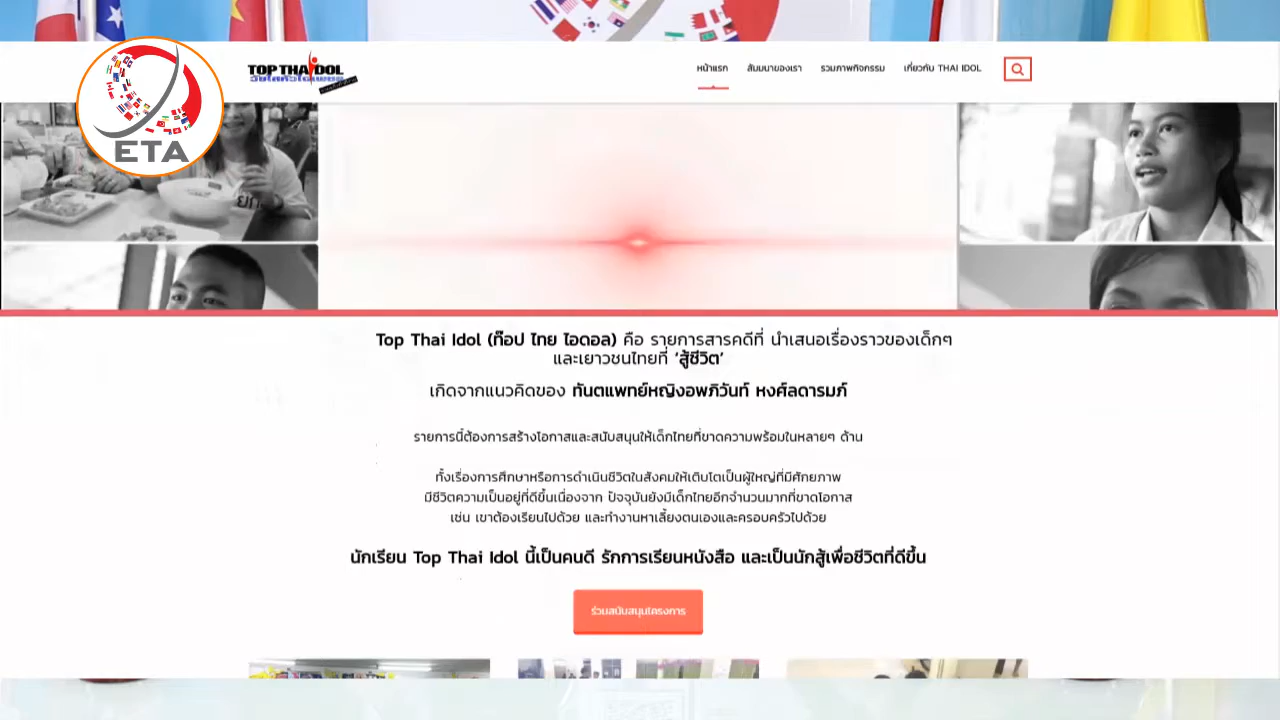 TOP THAI IDOL
หน้าแรก
สัมมนาของเรา
รวมภาพกิจกรรม
เกี่ยวกับ THAI IDOL
ETA
Top Thai Idol (ท๊อป ไทย ไอดอล) คือ รายการสารคดีที่ นำเสนอเรื่องราวของเด็กๆ
และเยาวชนไทยที่ ‘สู้ชีวิต’
เกิดจากแนวคิดของ ทันตแพทย์หญิงอพภิวันท์ หงศ์ลดารมภ์
รายการนี้ต้องการสร้างโอกาสและสนับสนุนให้เด็กไทยที่ขาดความพร้อมในหลายๆ ด้าน
ทั้งเรื่องการศึกษาหรือการดำเนินชีวิตในสังคมให้เติบโตเป็นผู้ใหญ่ที่มีศักยภาพ
มีชีวิตความเป็นอยู่ที่ดีขึ้นเนื่องจาก ปัจจุบันยังมีเด็กไทยอีกจำนวนมากที่ขาดโอกาส
เช่น เขาต้องเรียนไปด้วย และทำงานหาเลี้ยงตนเองและครอบครัวไปด้วย
นักเรียน Top Thai Idol นี้เป็นคนดี รักการเรียนหนังสือ และเป็นนักสู้เพื่อชีวิตที่ดีขึ้น
ร่วมสนับสนุนโครงการ